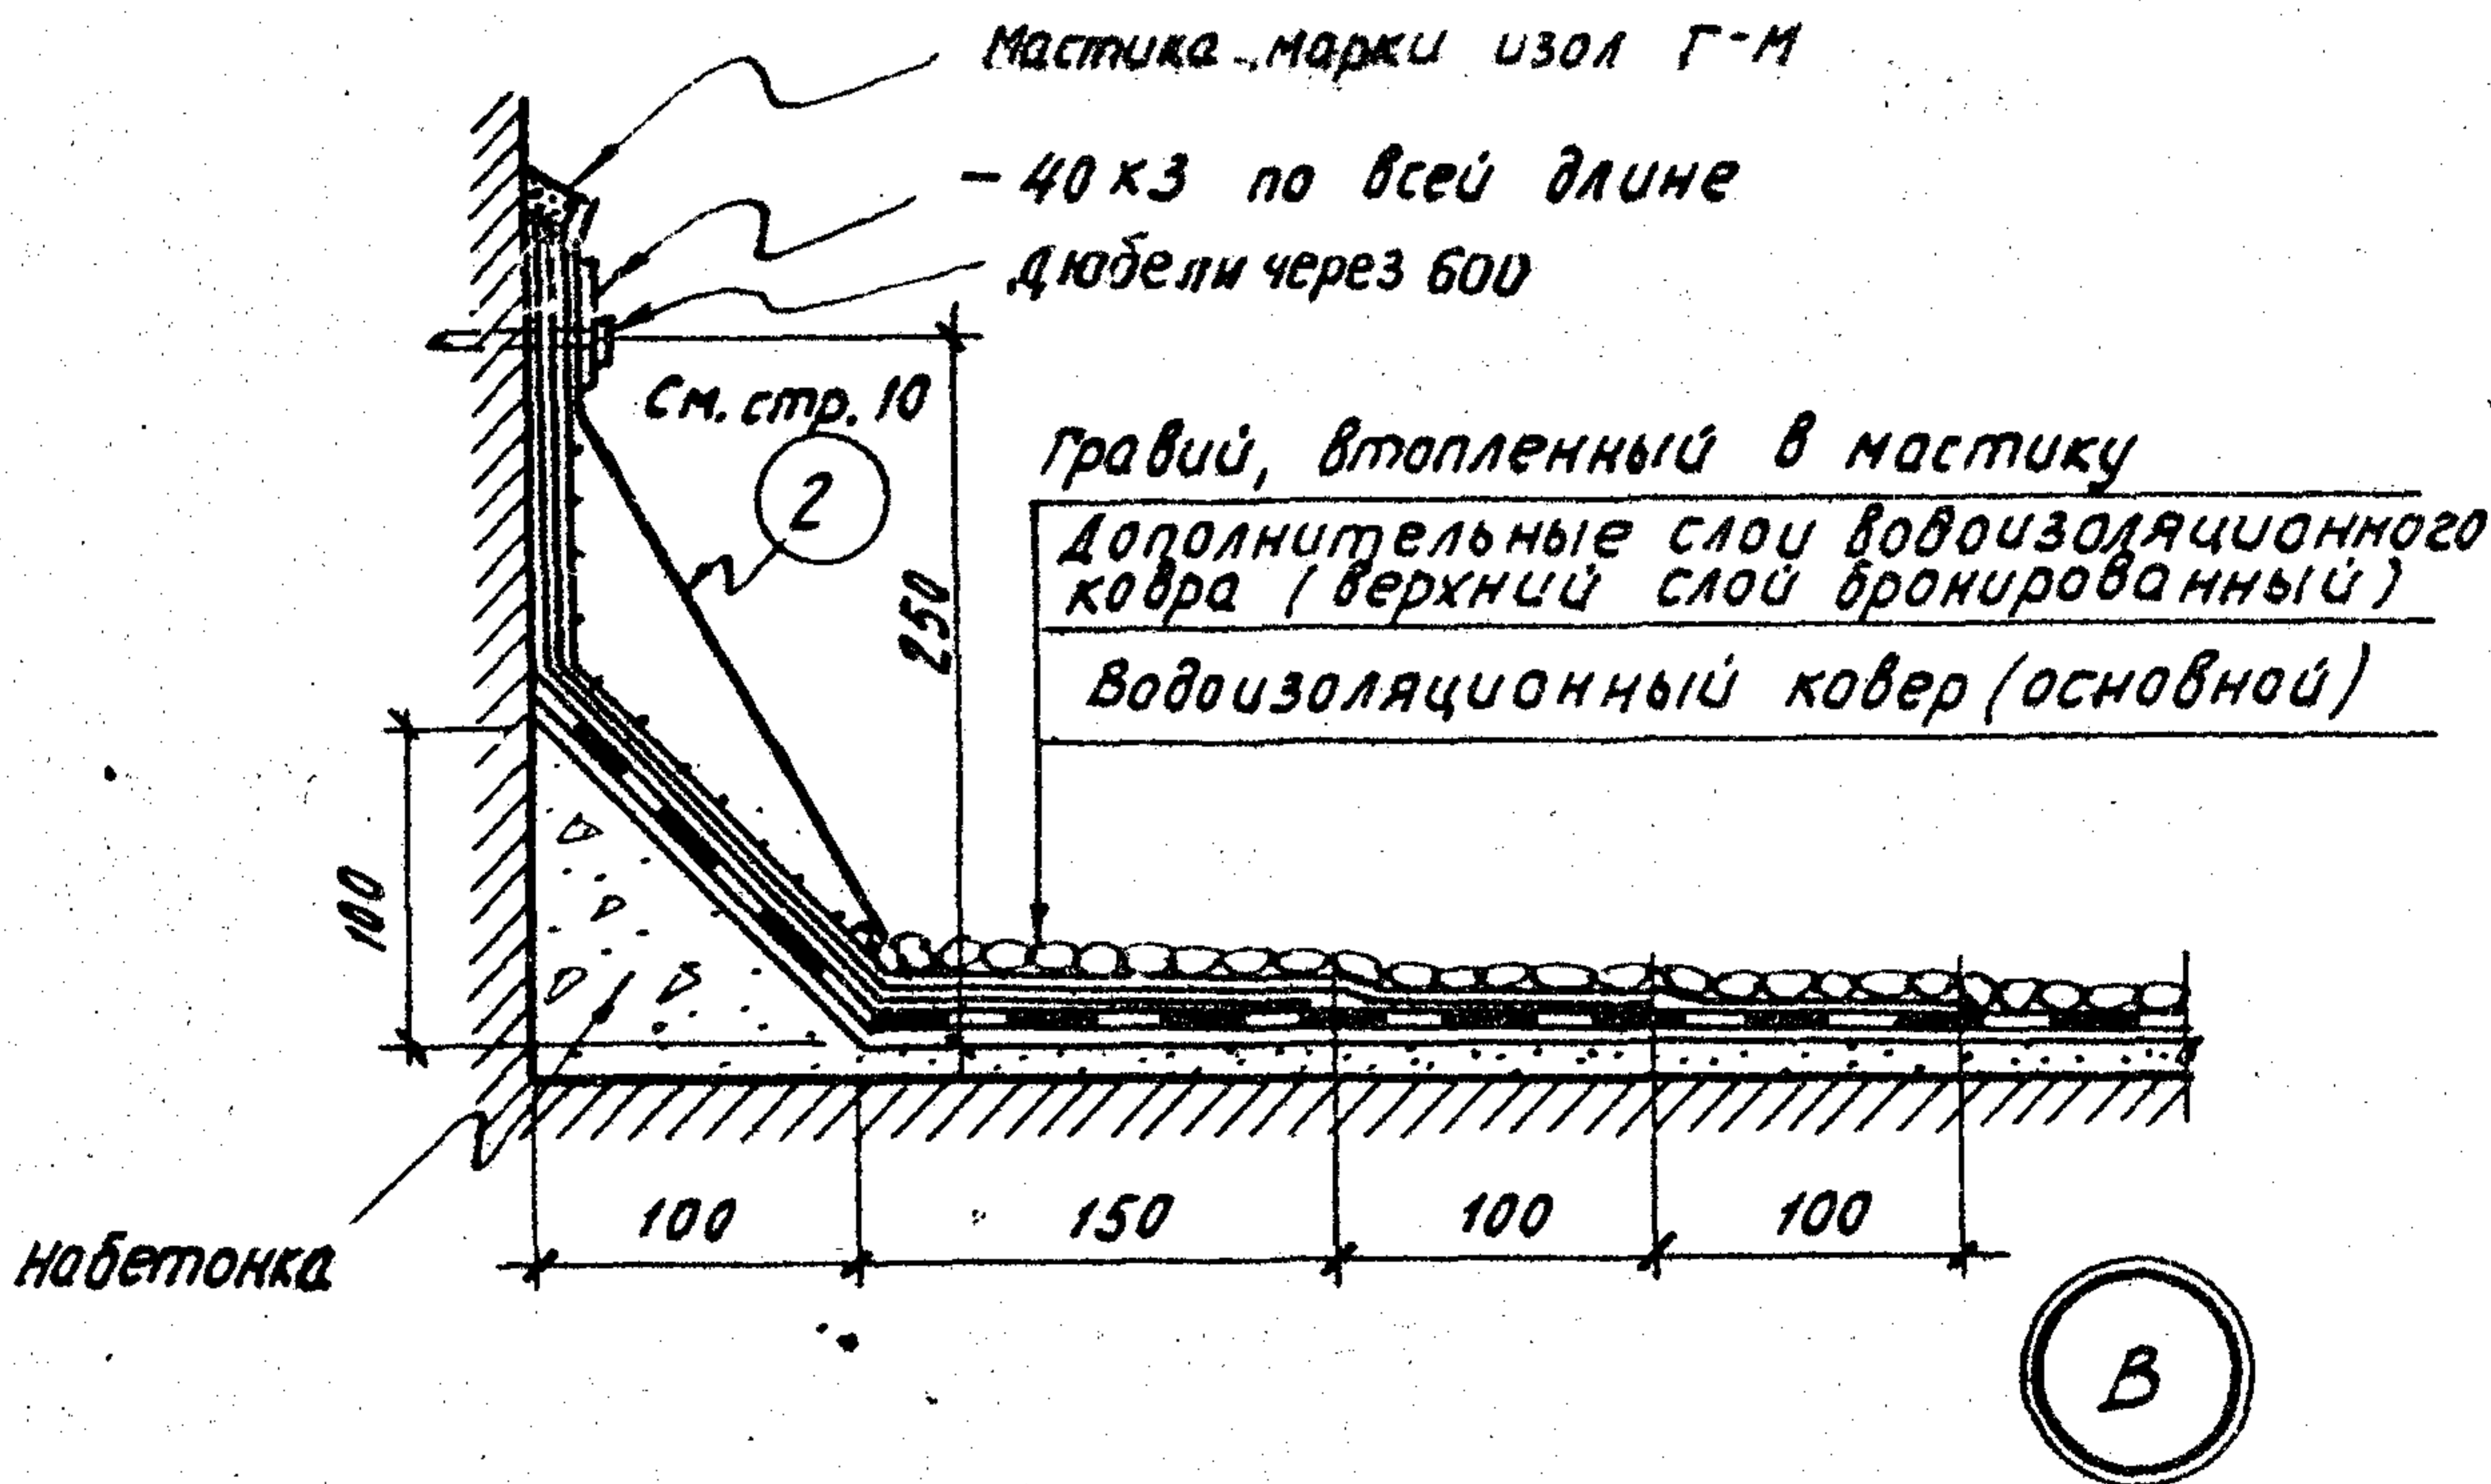 Мастика марки изол Г-М
- 40×3 по всей длине
дюбели через 600
См. стр. 10
2
Гравий, втопленный в мастику
Дополнительные слои водоизоляционного
ковра (верхний слой бронированный)
Водоизоляционный ковер (основной)
250
100
100
150
100
100
набетонка
В